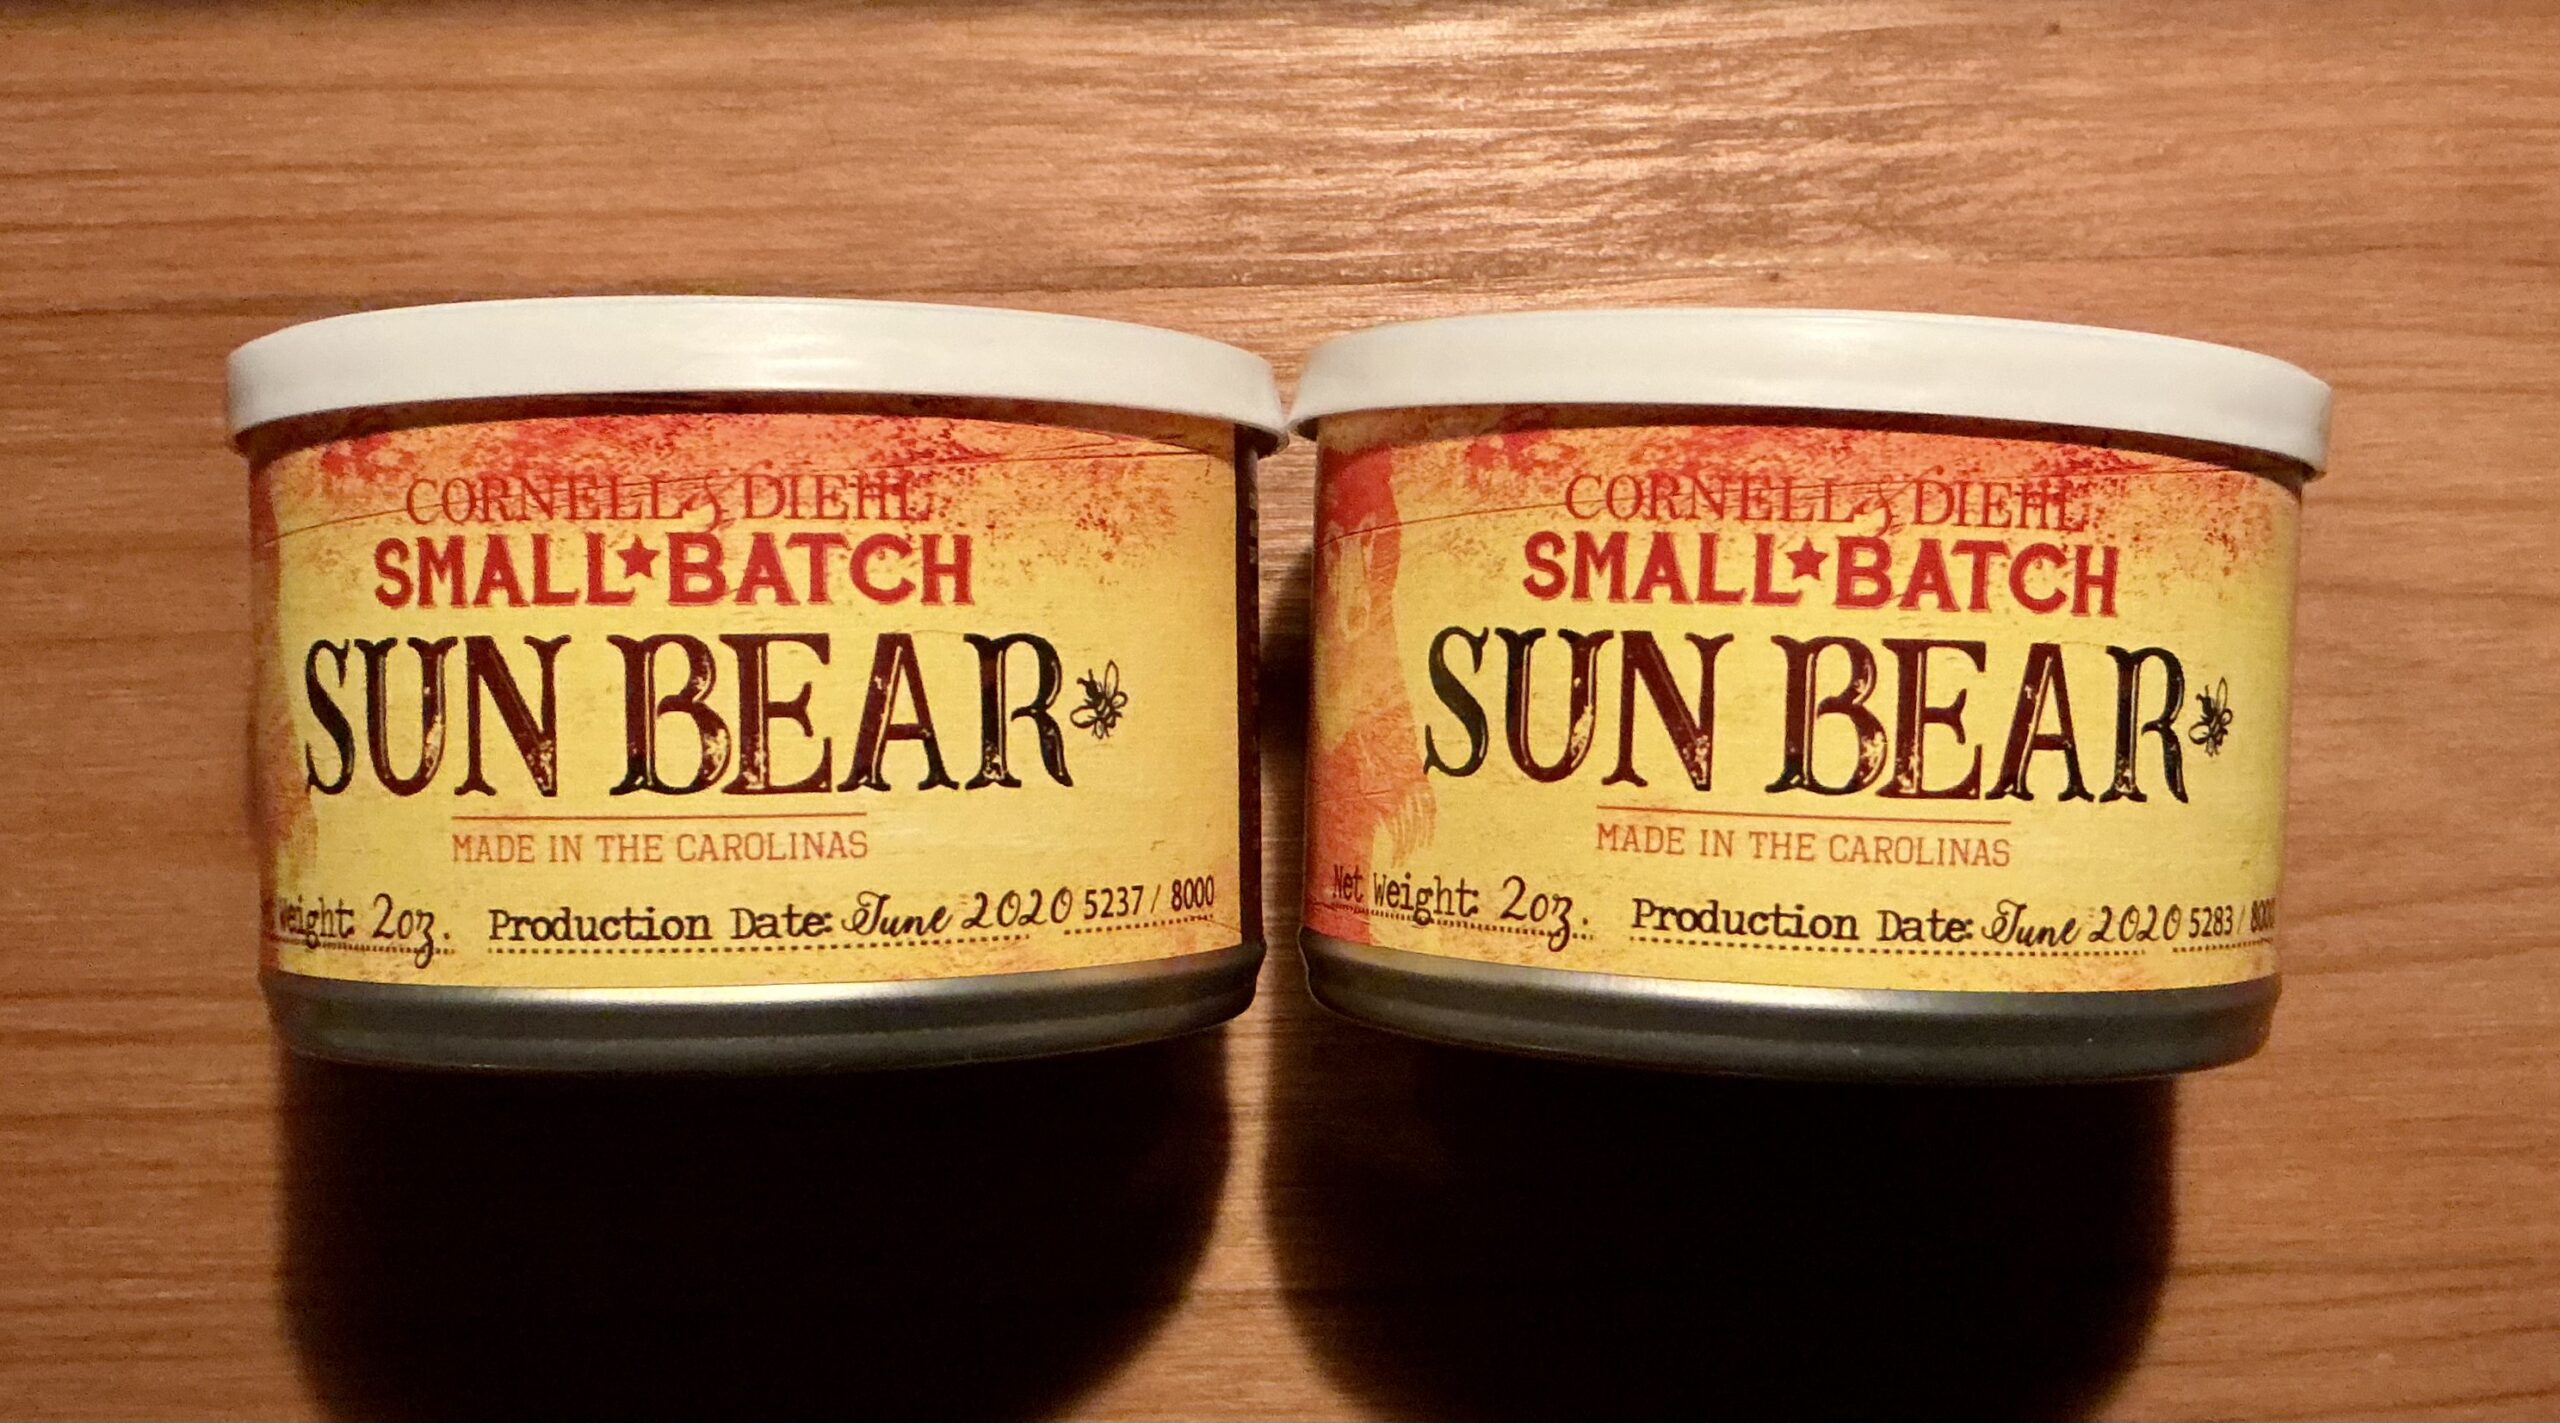 CORNELL & DIEHL
SMALL★BATCH
SUN BEAR
MADE IN THE CAROLINAS
Weight: 2oz. Production Date: June 2020 5237 / 8000
CORNELL & DIEHL
SMALL★BATCH
SUN BEAR
MADE IN THE CAROLINAS
Net Weight: 2oz. Production Date: June 2020 5283 / 8000